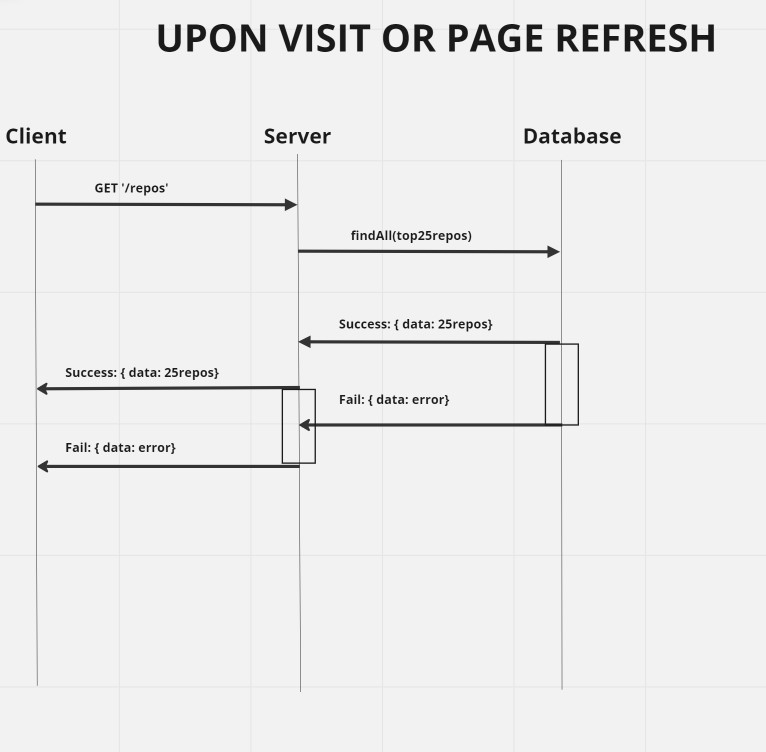 UPON VISIT OR PAGE REFRESH
Client
Server
Database
GET '/repos'
findAll(top25repos)
Success: { data: 25repos}
Success: { data: 25repos}
Fail: { data: error}
Fail: { data: error}